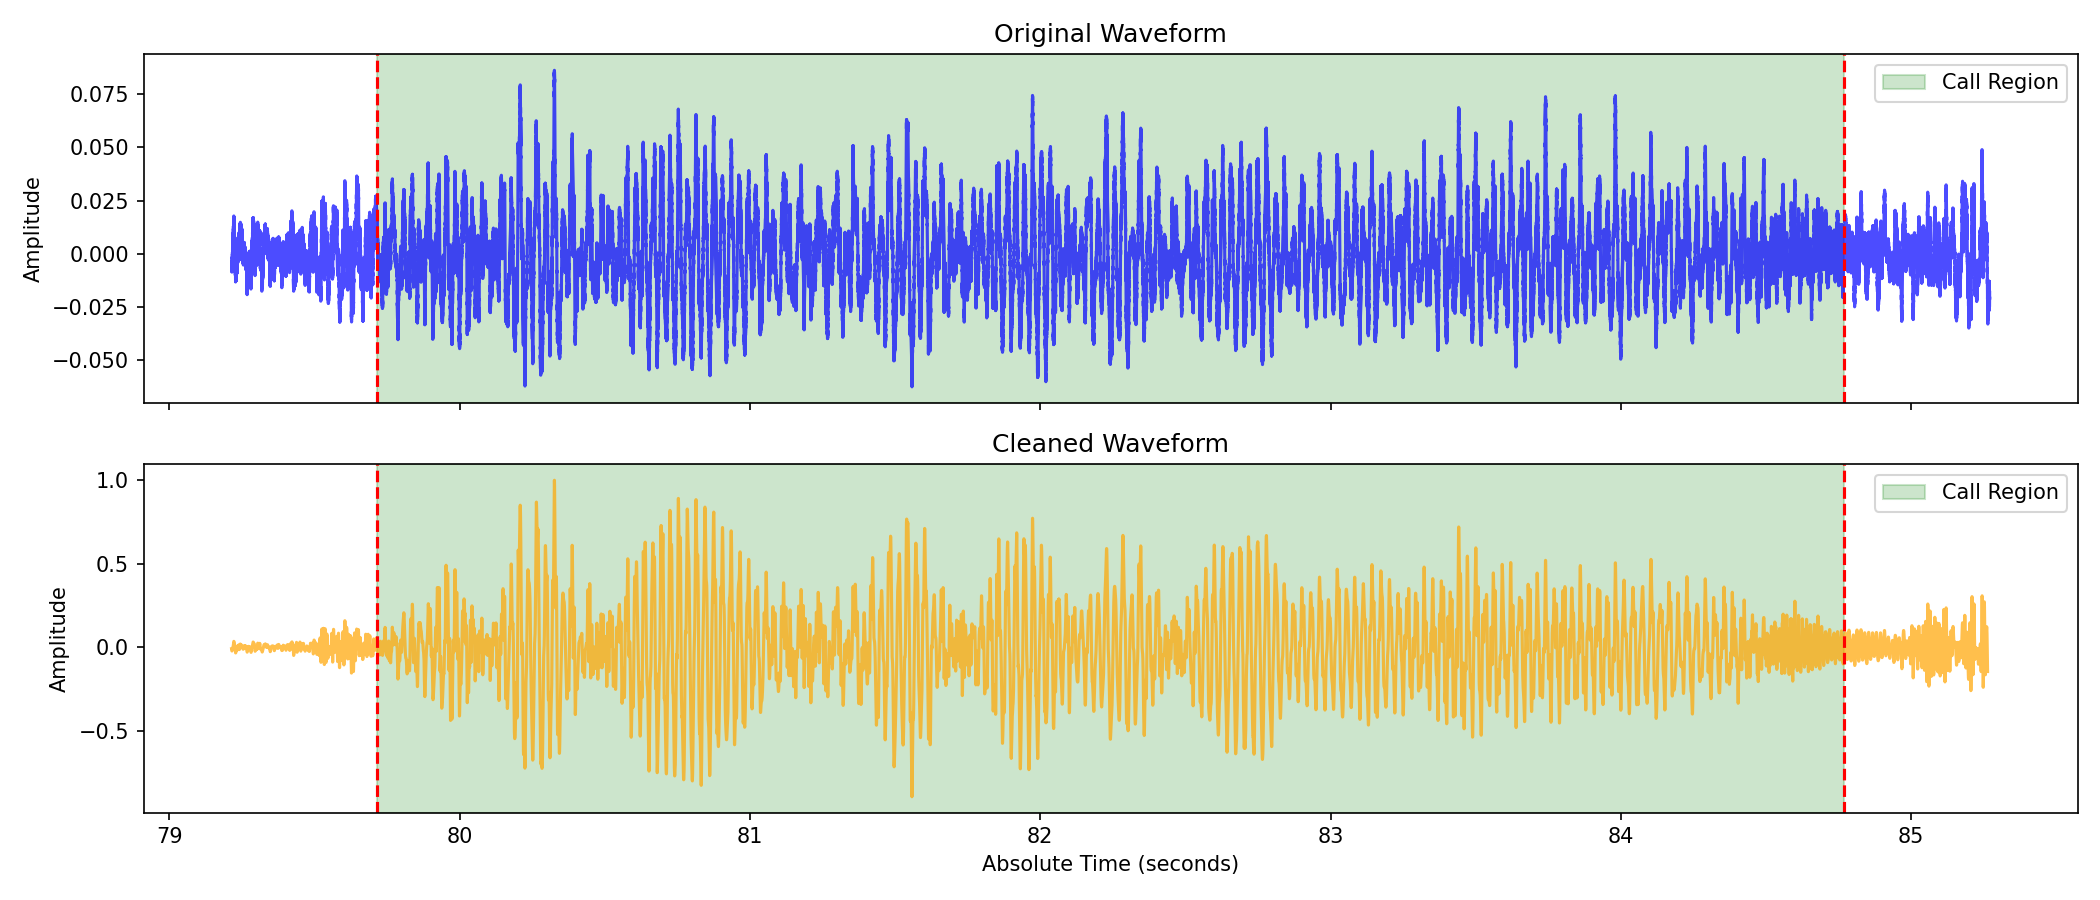 Original Waveform
Call Region
0.075
0.050
0.025
0.000
−0.025
−0.050
Amplitude
Cleaned Waveform
Call Region
1.0
0.5
0.0
−0.5
Amplitude
79 80 81 82 83 84 85
Absolute Time (seconds)